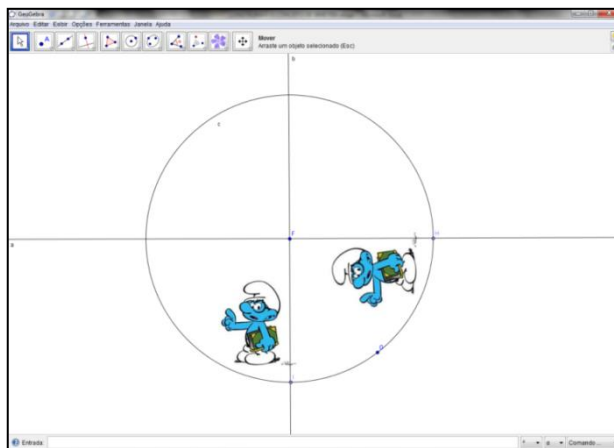 GeoGebra
Arquivo Editar Exibir Opções Ferramentas Janela Ajuda
A
Mover
Arraste um objeto selecionado (Esc)
b
c
F
a
G
Entrada:
Comando ...